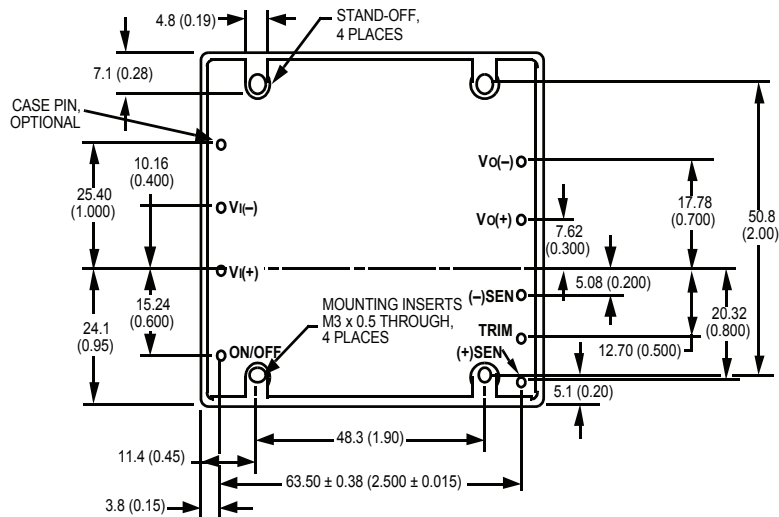 4.8 (0.19)
STAND-OFF,
4 PLACES
7.1 (0.28)
CASE PIN,
OPTIONAL
10.16
(0.400)
25.40
(1.000)
VI(–)
VI(+)
15.24
(0.600)
24.1
(0.95)
ON/OFF
MOUNTING INSERTS
M3 x 0.5 THROUGH,
4 PLACES
VO(–)
VO(+)
7.62
(0.300)
17.78
(0.700)
50.8
(2.00)
5.08 (0.200)
(–)SEN
TRIM
(+)SEN
12.70 (0.500)
20.32
(0.800)
5.1 (0.20)
48.3 (1.90)
11.4 (0.45)
63.50 ± 0.38 (2.500 ± 0.015)
3.8 (0.15)